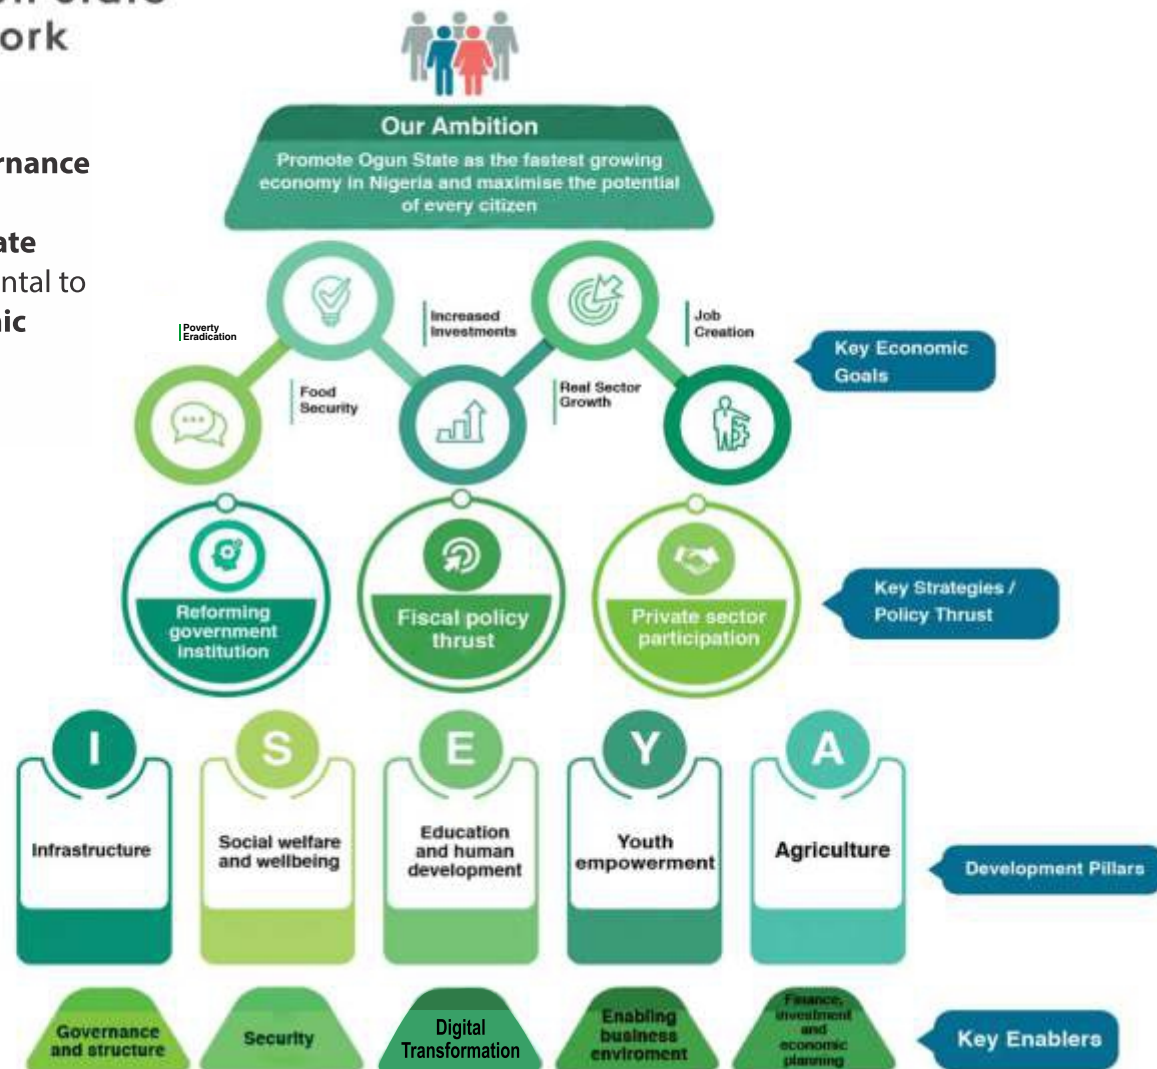 ork
rnance
ate
ntal to
ic
Our Ambition
Promote Ogun State as the fastest growing
economy in Nigeria and maximise the potential
of every citizen
Poverty
Eradication
Food
Security
Increased
Investments
Real Sector
Growth
Job
Creation
Key Economic
Goals
Reforming
government
institution
Fiscal policy
thrust
Private sector
participation
Key Strategies /
Policy Thrust
I
Infrastructure
S
Social welfare
and wellbeing
E
Education
and human
development
Y
Youth
empowerment
A
Agriculture
Development Pillars
Governance
and structure
Security
Digital
Transformation
Enabling
business
enviroment
Finance,
investment
and
economic
planning
Key Enablers